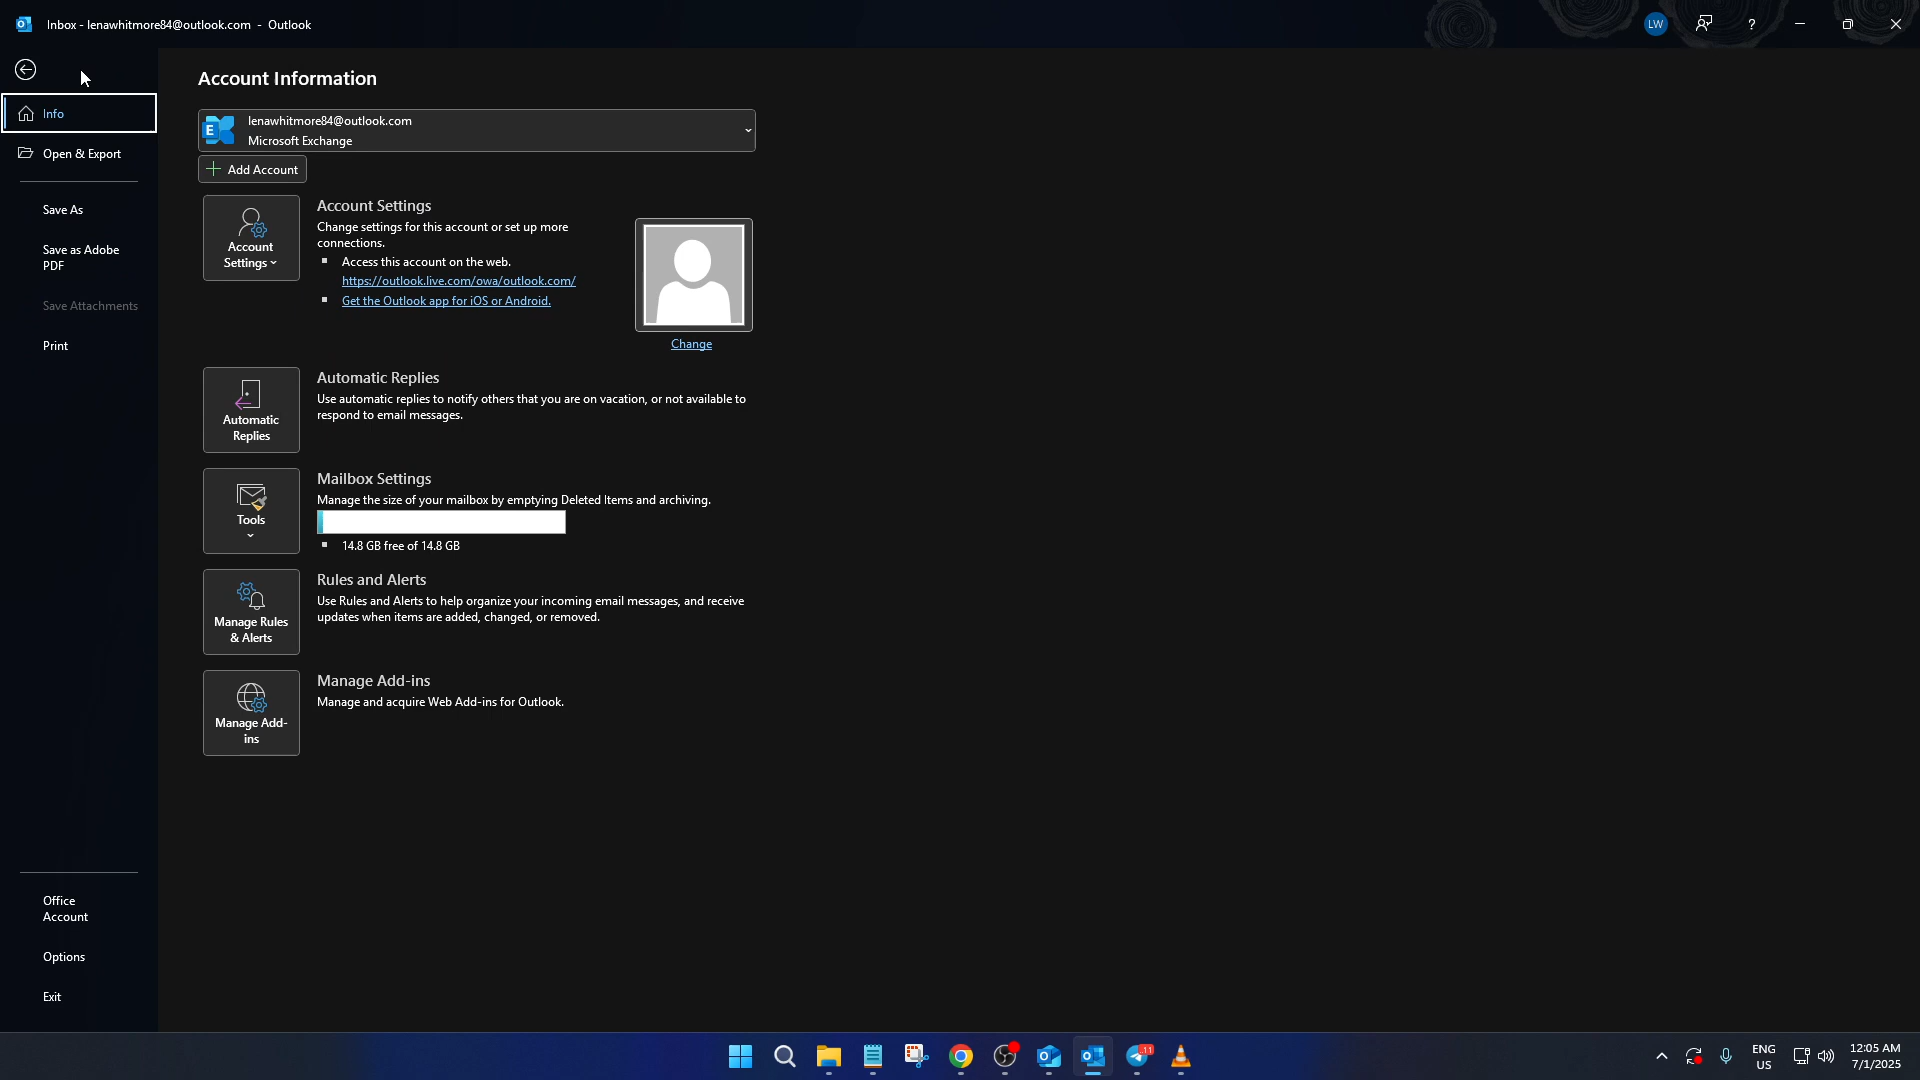 Inbox - lenawhitmore84@outlook.com - Outlook
LW
?
Info
Open & Export
Save As
Save as Adobe
PDF
Save Attachments
Print
Office
Account
Options
Exit
Account Information
E
lenawhitmore84@outlook.com
Microsoft Exchange
Add Account
Account
Settings
Account Settings
Change settings for this account or set up more
connections.
Access this account on the web.
https://outlook.live.com/owa/outlook.com/
Get the Outlook app for iOS or Android.
Change
Automatic
Replies
Automatic Replies
Use automatic replies to notify others that you are on vacation, or not available to
respond to email messages.
Tools
Mailbox Settings
Manage the size of your mailbox by emptying Deleted Items and archiving.
14.8 GB free of 14.8 GB
Manage Rules
& Alerts
Rules and Alerts
Use Rules and Alerts to help organize your incoming email messages, and receive
updates when items are added, changed, or removed.
Manage Add-
ins
Manage Add-ins
Manage and acquire Web Add-ins for Outlook.
11
ENG
US
12:05 AM
7/1/2025